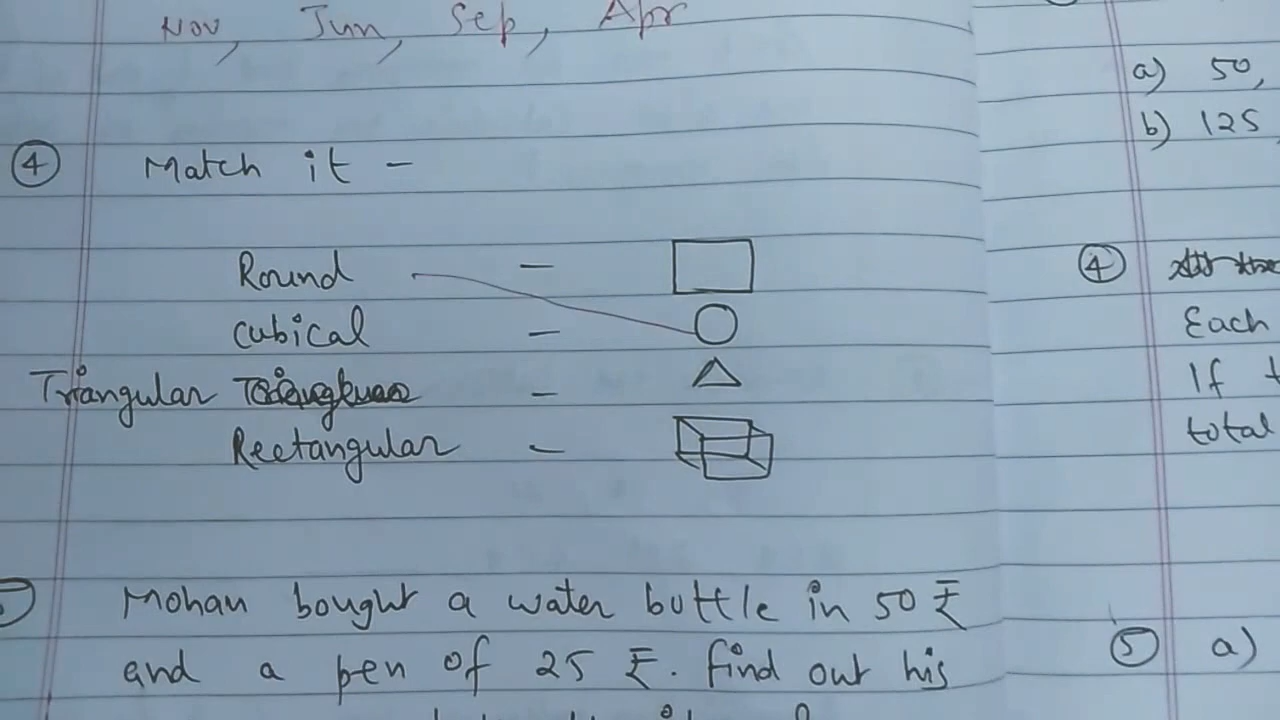 Nov, Jun, Sep, Apr
④ Match it -
Round -
Cubical -
Triangular -
Rectangular -
Mohan bought a water bottle in 50 ₹
and a pen of 25 ₹. Find out his
a) 50,
b) 125
④
Each
If
total
⑤ a)